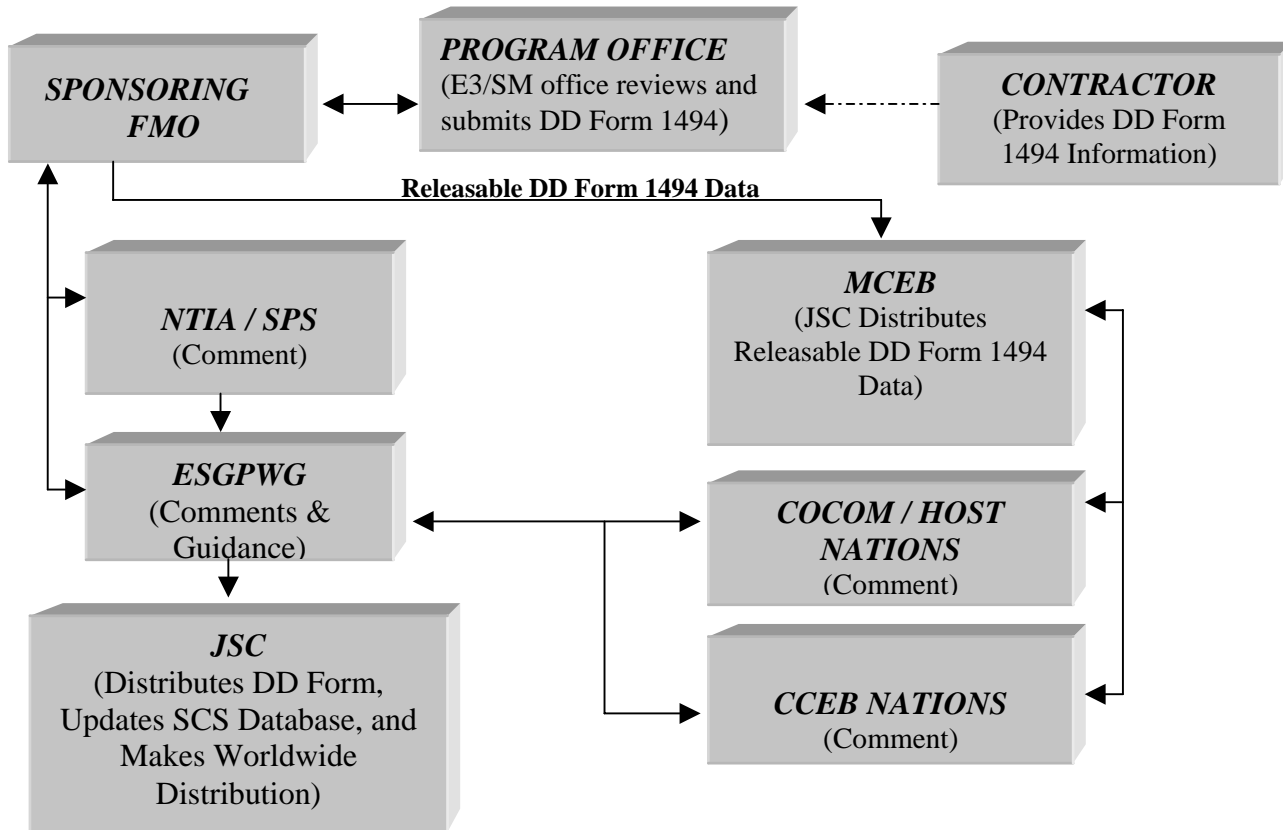 SPONSORING
FMO
PROGRAM OFFICE
(E3/SM office reviews and
submits DD Form 1494)
CONTRACTOR
(Provides DD Form
1494 Information)
Releasable DD Form 1494 Data
NTIA / SPS
(Comment)
MCEB
(JSC Distributes
Releasable DD Form 1494
Data)
ESGPWG
(Comments &
Guidance)
COCOM / HOST
NATIONS
(Comment)
JSC
(Distributes DD Form,
Updates SCS Database, and
Makes Worldwide
Distribution)
CCEB NATIONS
(Comment)